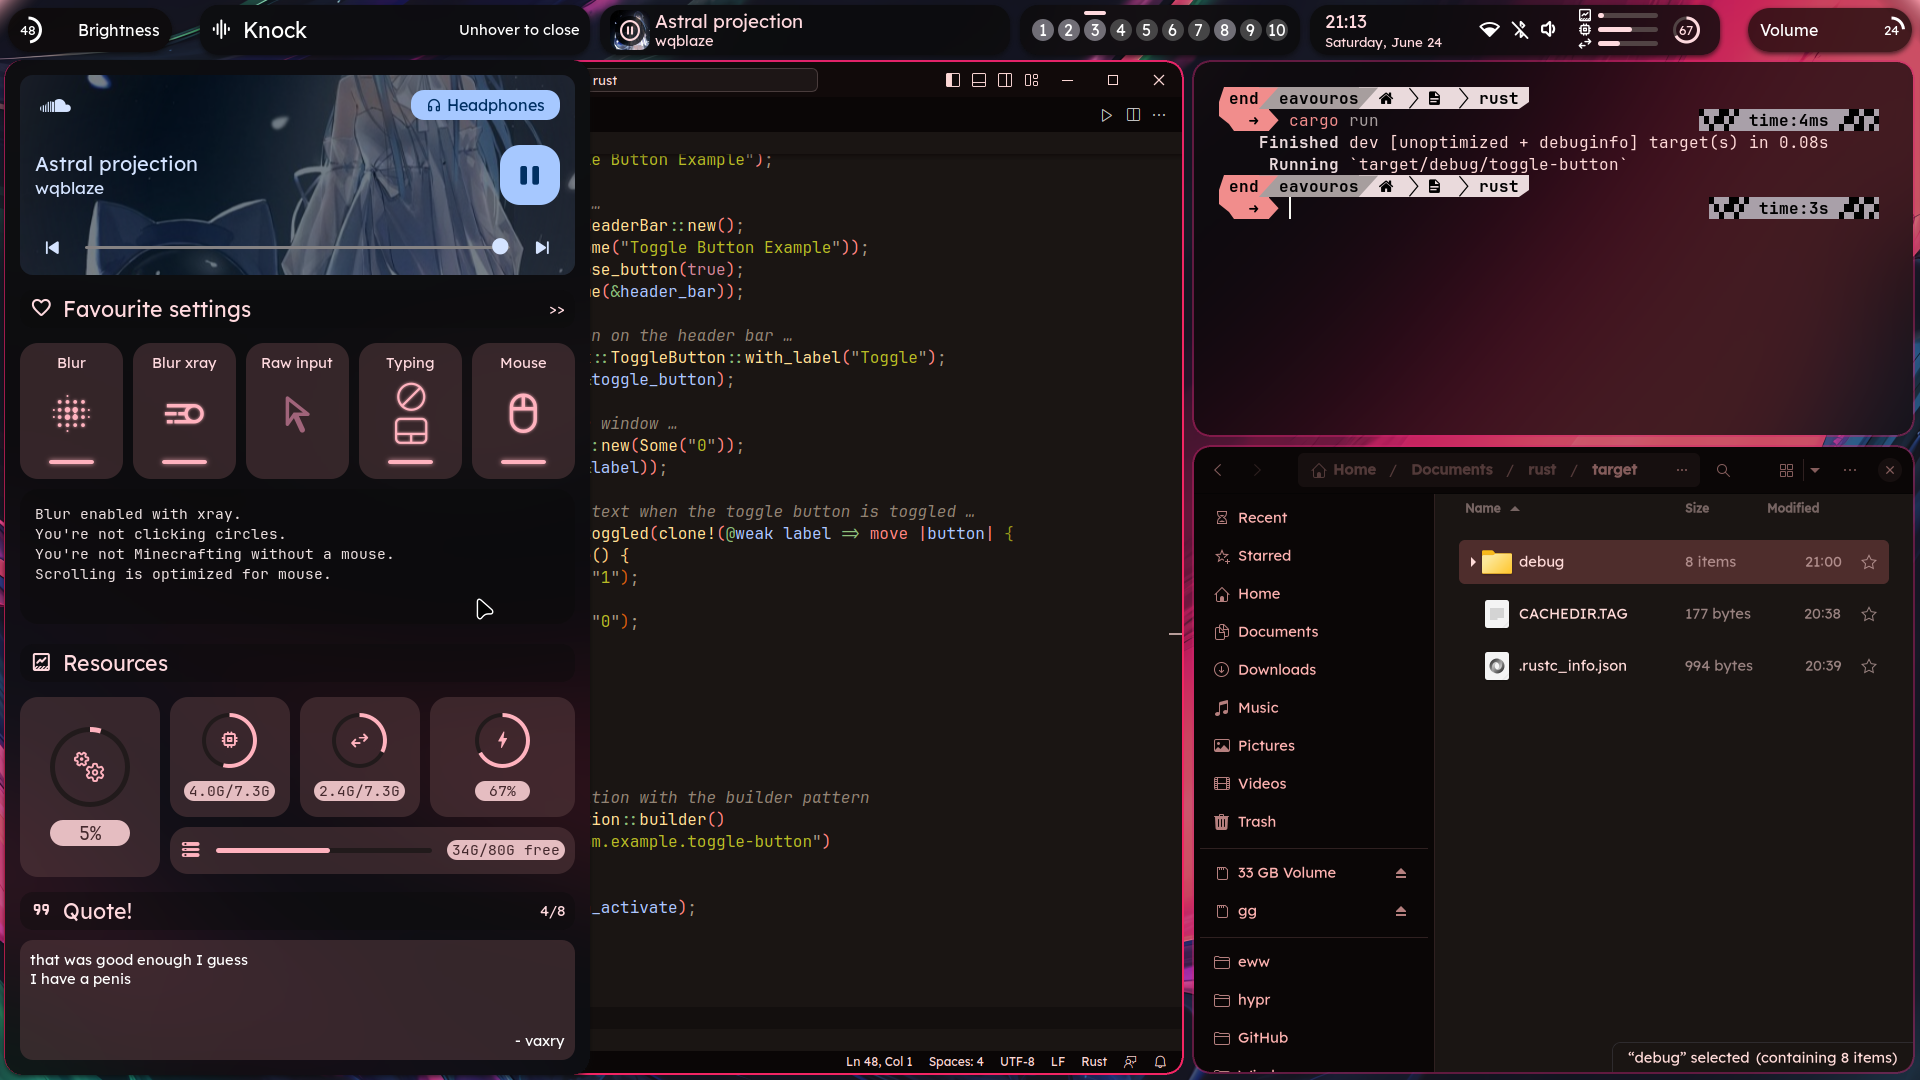 48
Brightness
Knock
Unhover to close
Astral projection
wqblaze
1 2 3 4 5 6 7 8 9 10
21:13
Saturday, June 24
67
Volume
24
Headphones
Astral projection
wqblaze
Favourite settings
>>
Blur
Blur xray
Raw input
Typing
Mouse
Blur enabled with xray.
You're not clicking circles.
You're not Minecrafting without a mouse.
Scrolling is optimized for mouse.
Resources
5%
4.0G/7.3G
2.4G/7.3G
67%
34G/80G free
Quote!
4/8
that was good enough I guess
I have a penis
- vaxry
rust
e Button Example");
…
eaderBar::new();
me("Toggle Button Example"));
se_button(true);
e(&header_bar));
n on the header bar …
::ToggleButton::with_label("Toggle");
toggle_button);
window …
:new(Some("0"));
label));
text when the toggle button is toggled …
oggled(clone!(@weak label => move |button| {
() {
"1");
"0");
tion with the builder pattern
ion::builder()
m.example.toggle-button")
_activate);
Ln 48, Col 1
Spaces: 4
UTF-8
LF
Rust
end eavouros rust
→ cargo run
time:4ms
Finished dev [unoptimized + debuginfo] target(s) in 0.08s
Running `target/debug/toggle-button`
end eavouros rust
→
time:3s
Home / Documents / rust / target
Recent
Starred
Home
Documents
Downloads
Music
Pictures
Videos
Trash
33 GB Volume
gg
eww
hypr
GitHub
Name
Size
Modified
debug
8 items
21:00
CACHEDIR.TAG
177 bytes
20:38
.rustc_info.json
994 bytes
20:39
“debug” selected (containing 8 items)